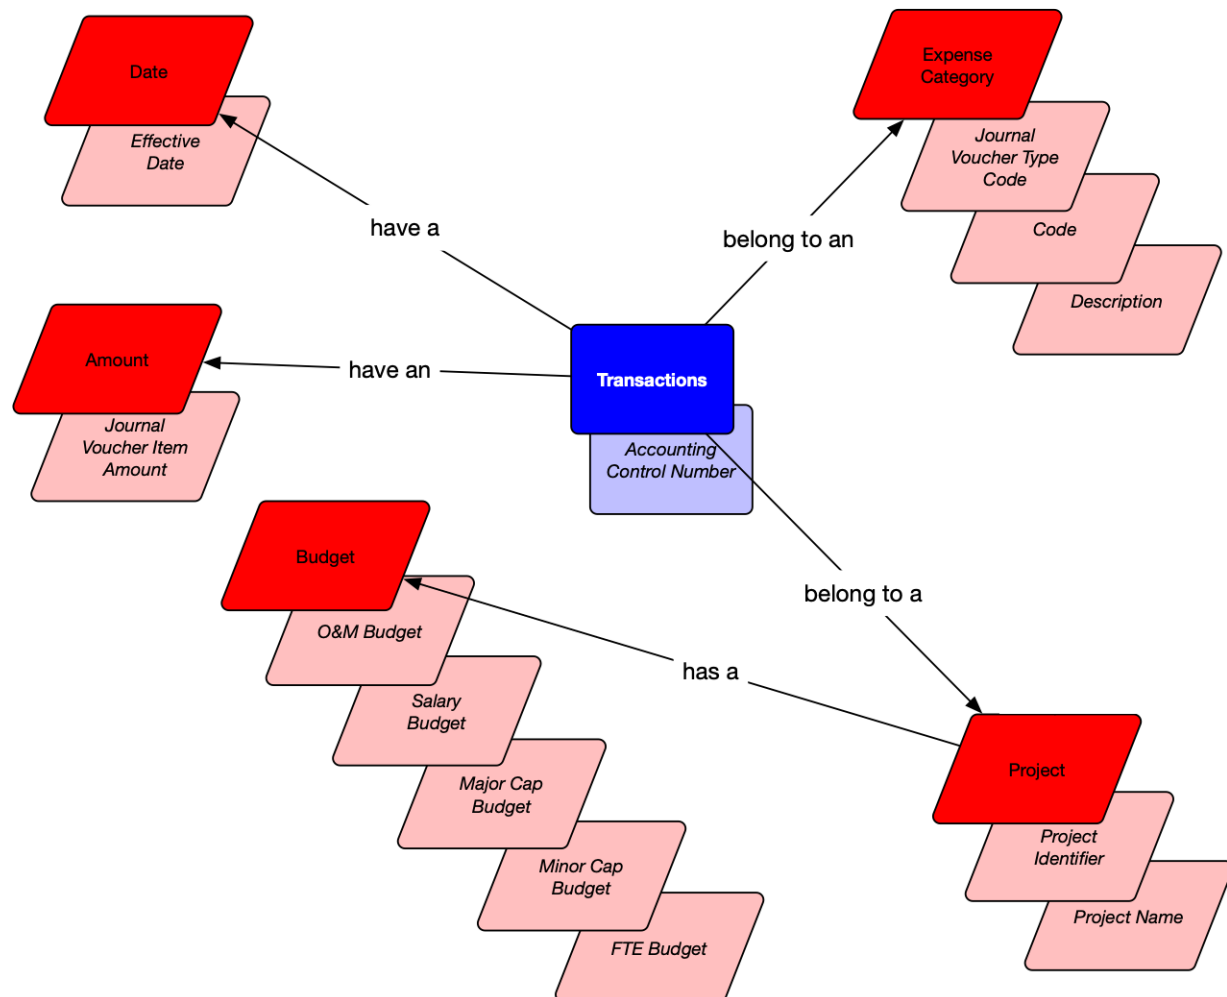 Date
Effective
Date
have a
Expense
Category
Journal
Voucher Type
Code
Code
Description
belong to an
Amount
Journal
Voucher Item
Amount
have an
Transactions
Accounting
Control Number
Budget
O&M Budget
Salary
Budget
Major Cap
Budget
Minor Cap
Budget
FTE Budget
belong to a
has a
Project
Project
Identifier
Project Name